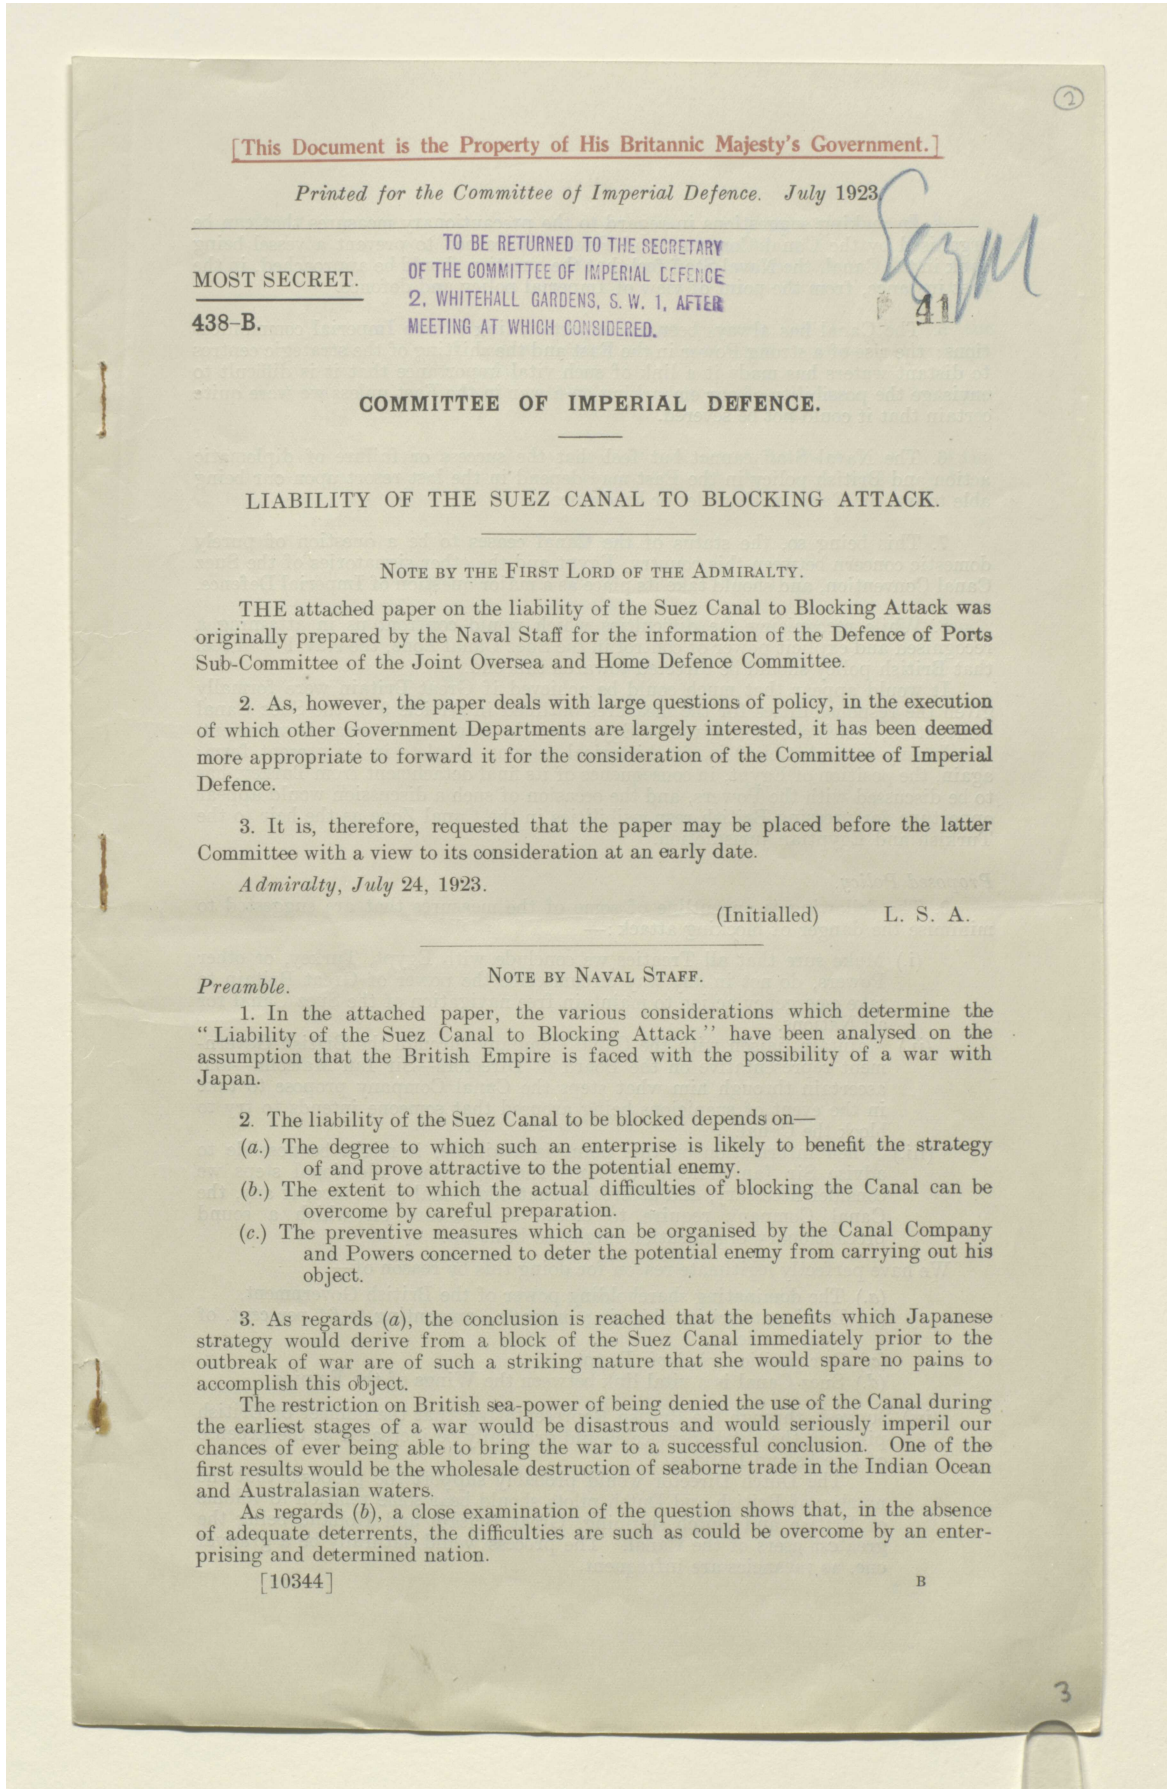 2
[This Document is the Property of His Britannic Majesty's Government.]
Printed for the Committee of Imperial Defence. July 1923
TO BE RETURNED TO THE SECRETARY
OF THE COMMITTEE OF IMPERIAL DEFENCE
2, WHITEHALL GARDENS, S. W. 1, AFTER
MEETING AT WHICH CONSIDERED.
MOST SECRET.
438-B.
41
COMMITTEE OF IMPERIAL DEFENCE.
LIABILITY OF THE SUEZ CANAL TO BLOCKING ATTACK.
NOTE BY THE FIRST LORD OF THE ADMIRALTY.
THE attached paper on the liability of the Suez Canal to Blocking Attack was
originally prepared by the Naval Staff for the information of the Defence of Ports
Sub-Committee of the Joint Oversea and Home Defence Committee.
2. As, however, the paper deals with large questions of policy, in the execution
of which other Government Departments are largely interested, it has been deemed
more appropriate to forward it for the consideration of the Committee of Imperial
Defence.
3. It is, therefore, requested that the paper may be placed before the latter
Committee with a view to its consideration at an early date.
Admiralty, July 24, 1923.
(Initialled) L. S. A.
NOTE BY NAVAL STAFF.
Preamble.
1. In the attached paper, the various considerations which determine the
"Liability of the Suez Canal to Blocking Attack" have been analysed on the
assumption that the British Empire is faced with the possibility of a war with
Japan.
2. The liability of the Suez Canal to be blocked depends on—
(a.) The degree to which such an enterprise is likely to benefit the strategy
of and prove attractive to the potential enemy.
(b.) The extent to which the actual difficulties of blocking the Canal can be
overcome by careful preparation.
(c.) The preventive measures which can be organised by the Canal Company
and Powers concerned to deter the potential enemy from carrying out his
object.
3. As regards (a), the conclusion is reached that the benefits which Japanese
strategy would derive from a block of the Suez Canal immediately prior to the
outbreak of war are of such a striking nature that she would spare no pains to
accomplish this object.
The restriction on British sea-power of being denied the use of the Canal during
the earliest stages of a war would be disastrous and would seriously imperil our
chances of ever being able to bring the war to a successful conclusion. One of the
first results would be the wholesale destruction of seaborne trade in the Indian Ocean
and Australasian waters.
As regards (b), a close examination of the question shows that, in the absence
of adequate deterrents, the difficulties are such as could be overcome by an enter-
prising and determined nation.
[10344] B
3